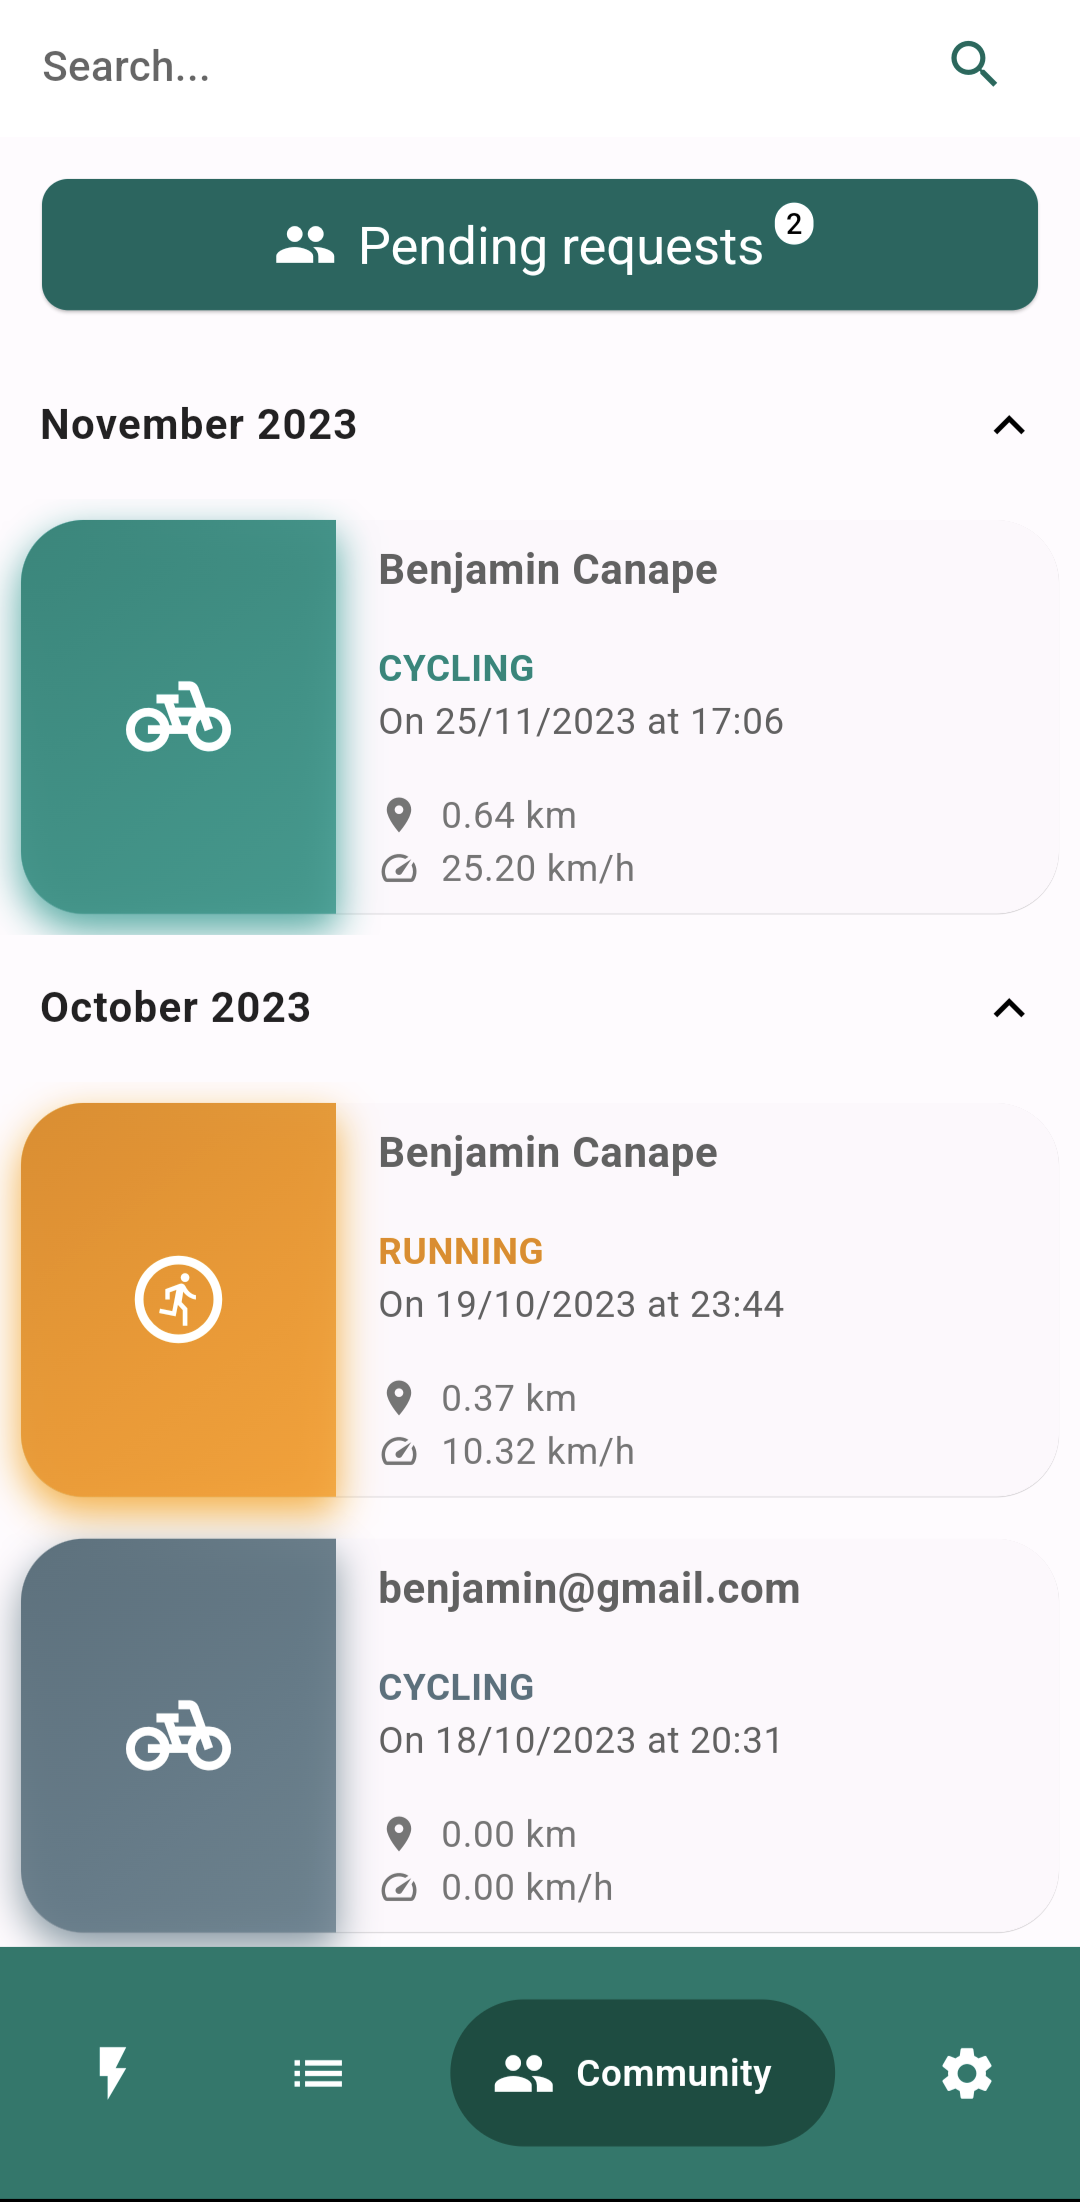 Search...
Pending requests 2
November 2023
Benjamin Canape
CYCLING
On 25/11/2023 at 17:06
0.64 km
25.20 km/h
October 2023
Benjamin Canape
RUNNING
On 19/10/2023 at 23:44
0.37 km
10.32 km/h
benjamin@gmail.com
CYCLING
On 18/10/2023 at 20:31
0.00 km
0.00 km/h
Community